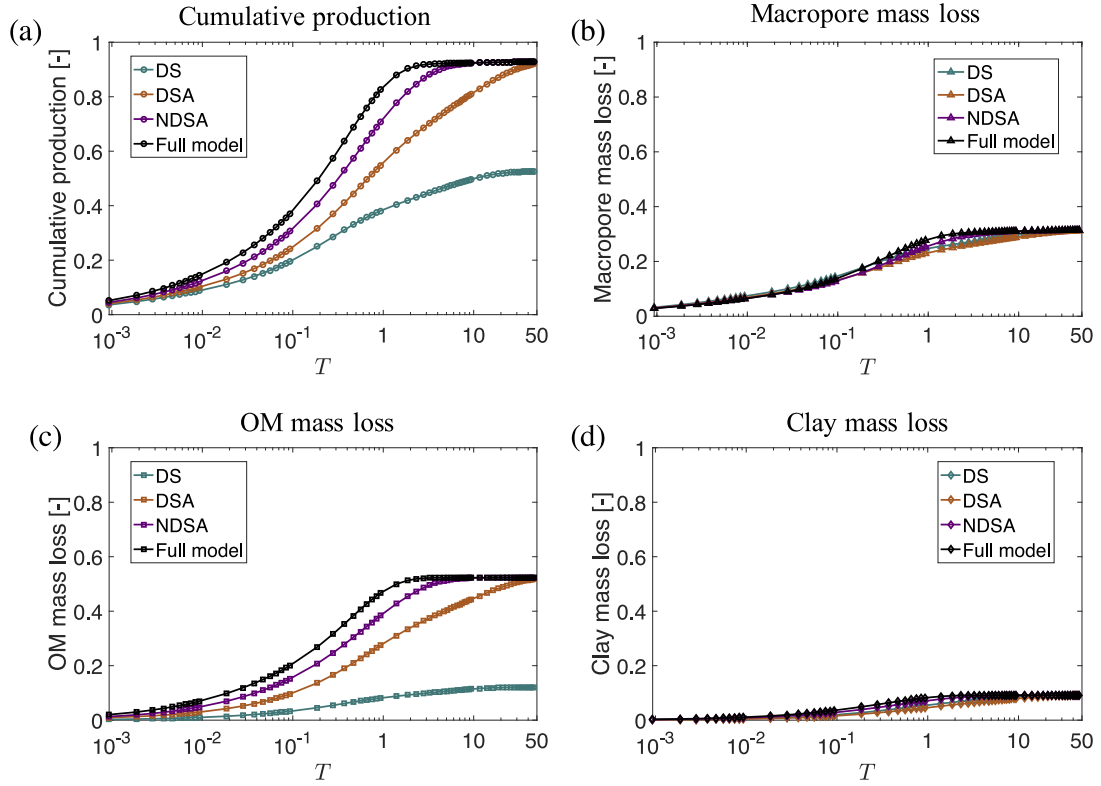 (a)
Cumulative production
Cumulative production [-]
1
0.8
0.6
0.4
0.2
0
DS
DSA
NDSA
Full model
10^-3
10^-2
10^-1
1
10
50
T
(b)
Macropore mass loss
Macropore mass loss [-]
1
0.8
0.6
0.4
0.2
0
DS
DSA
NDSA
Full model
10^-3
10^-2
10^-1
1
10
50
T
(c)
OM mass loss
OM mass loss [-]
1
0.8
0.6
0.4
0.2
0
DS
DSA
NDSA
Full model
10^-3
10^-2
10^-1
1
10
50
T
(d)
Clay mass loss
Clay mass loss [-]
1
0.8
0.6
0.4
0.2
0
DS
DSA
NDSA
Full model
10^-3
10^-2
10^-1
1
10
50
T